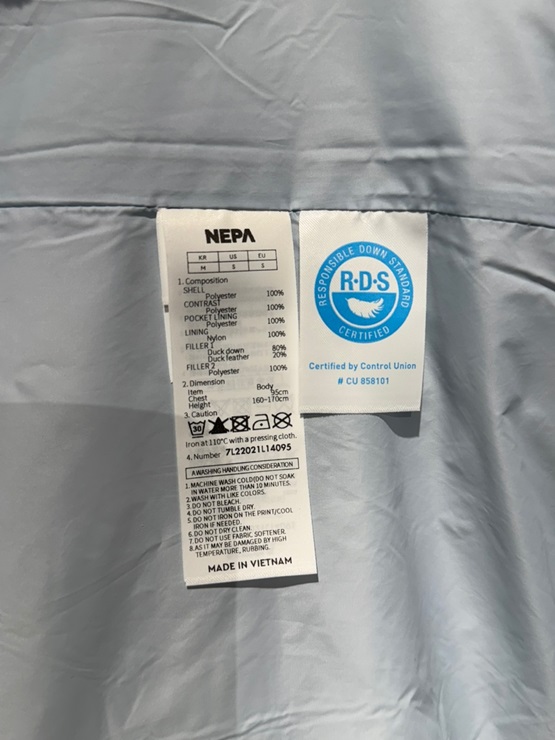 NEPA
KR US EU
M S S
1. Composition
SHELL
Polyester 100%
CONTRAST
Polyester 100%
POCKET LINING
Polyester 100%
LINING
Nylon 100%
FILLER 1
Duck down 80%
Duck feather 20%
FILLER 2
Polyester 100%
2. Dimension
Item Body
Chest 95cm
Height 160~170cm
3. Caution
30
Iron at 110°C with a pressing cloth.
4. Number 7L22021L14095
A WASHING HANDLING CONSIDERATION
1. MACHINE WASH COLD(DO NOT SOAK
IN WATER MORE THAN 10 MINUTES.
2. WASH WITH LIKE COLORS.
3. DO NOT BLEACH.
4. DO NOT TUMBLE DRY.
5. DO NOT IRON ON THE PRINT/COOL
IRON IF NEEDED.
6. DO NOT DRY CLEAN.
7. DO NOT USE FABRIC SOFTENER.
8. AS IT MAY BE DAMAGED BY HIGH
TEMPERATURE, RUBBING.
MADE IN VIETNAM
RESPONSIBLE DOWN STANDARD
R·D·S
CERTIFIED
Certified by Control Union
# CU 858101